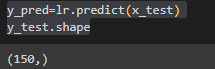 y_pred=lr.predict(x_test)
y_test.shape
(150,)